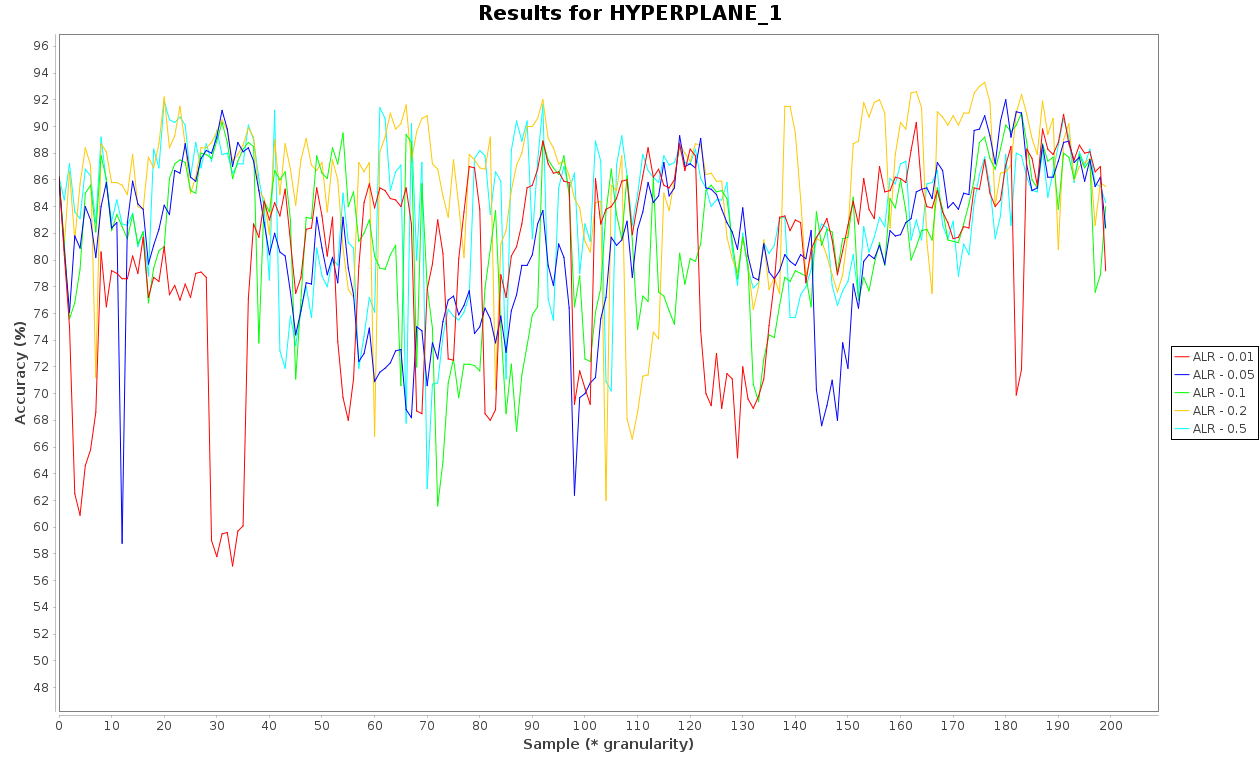 Results for HYPERPLANE_1
Accuracy (%)
96
94
92
90
88
86
84
82
80
78
76
74
72
70
68
66
64
62
60
58
56
54
52
50
48
0 10 20 30 40 50 60 70 80 90 100 110 120 130 140 150 160 170 180 190 200
Sample (* granularity)
ALR - 0.01
ALR - 0.05
ALR - 0.1
ALR - 0.2
ALR - 0.5